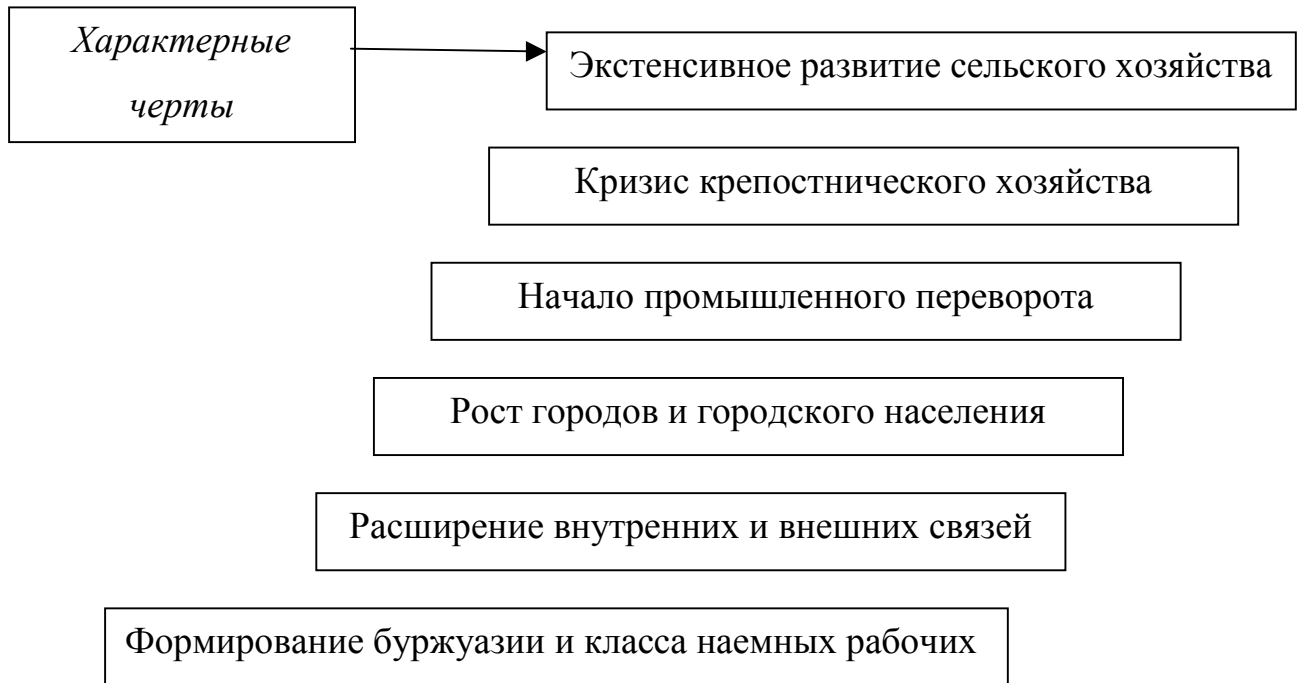 Характерные
черты
Экстенсивное развитие сельского хозяйства
Кризис крепостнического хозяйства
Начало промышленного переворота
Рост городов и городского населения
Расширение внутренних и внешних связей
Формирование буржуазии и класса наемных рабочих